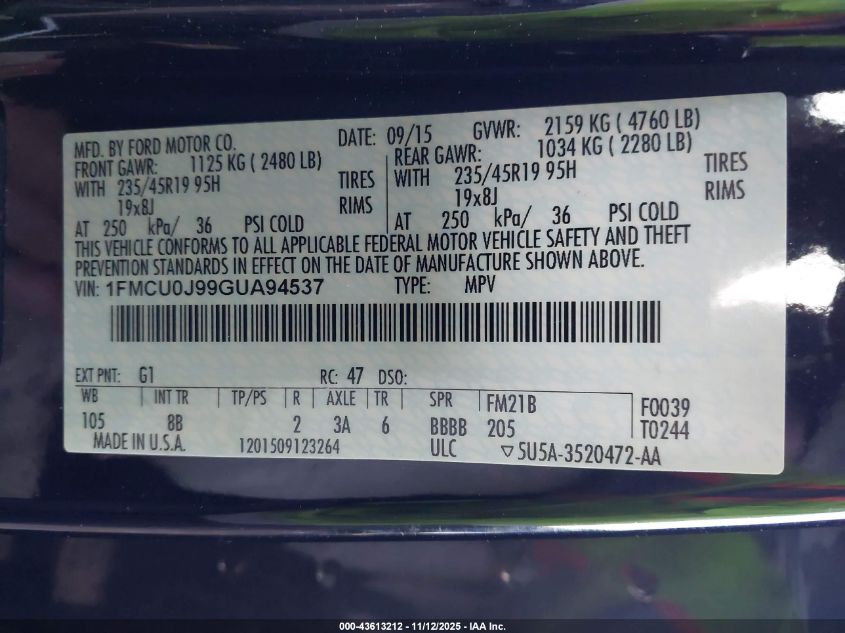 MFD. BY FORD MOTOR CO. DATE: 09/15 GVWR: 2159 KG ( 4760 LB)
FRONT GAWR: 1125 KG ( 2480 LB) REAR GAWR: 1034 KG ( 2280 LB)
WITH 235/45R19 95H TIRES WITH 235/45R19 95H TIRES
19x8J RIMS 19x8J RIMS
AT 250 kPa/ 36 PSI COLD AT 250 kPa/ 36 PSI COLD
THIS VEHICLE CONFORMS TO ALL APPLICABLE FEDERAL MOTOR VEHICLE SAFETY AND THEFT
PREVENTION STANDARDS IN EFFECT ON THE DATE OF MANUFACTURE SHOWN ABOVE.
VIN: 1FMCU0J99GUA94537 TYPE: MPV
EXT PNT: G1 RC: 47 DSO:
WB INT TR TP/PS R AXLE TR SPR FM21B F0039
105 8B 2 3A 6 BBBB 205 T0244
MADE IN U.S.A. 1201509123264 ULC ▽5U5A-3520472-AA
000-43613212 - 11/12/2025 - IAA Inc.